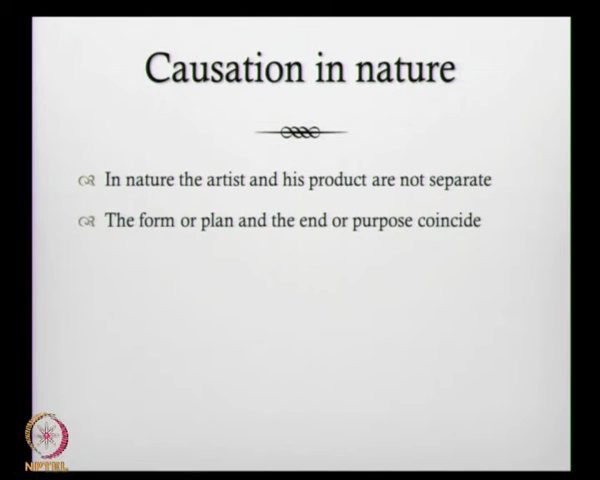 Causation in nature
In nature the artist and his product are not separate
The form or plan and the end or purpose coincide
NPTEL